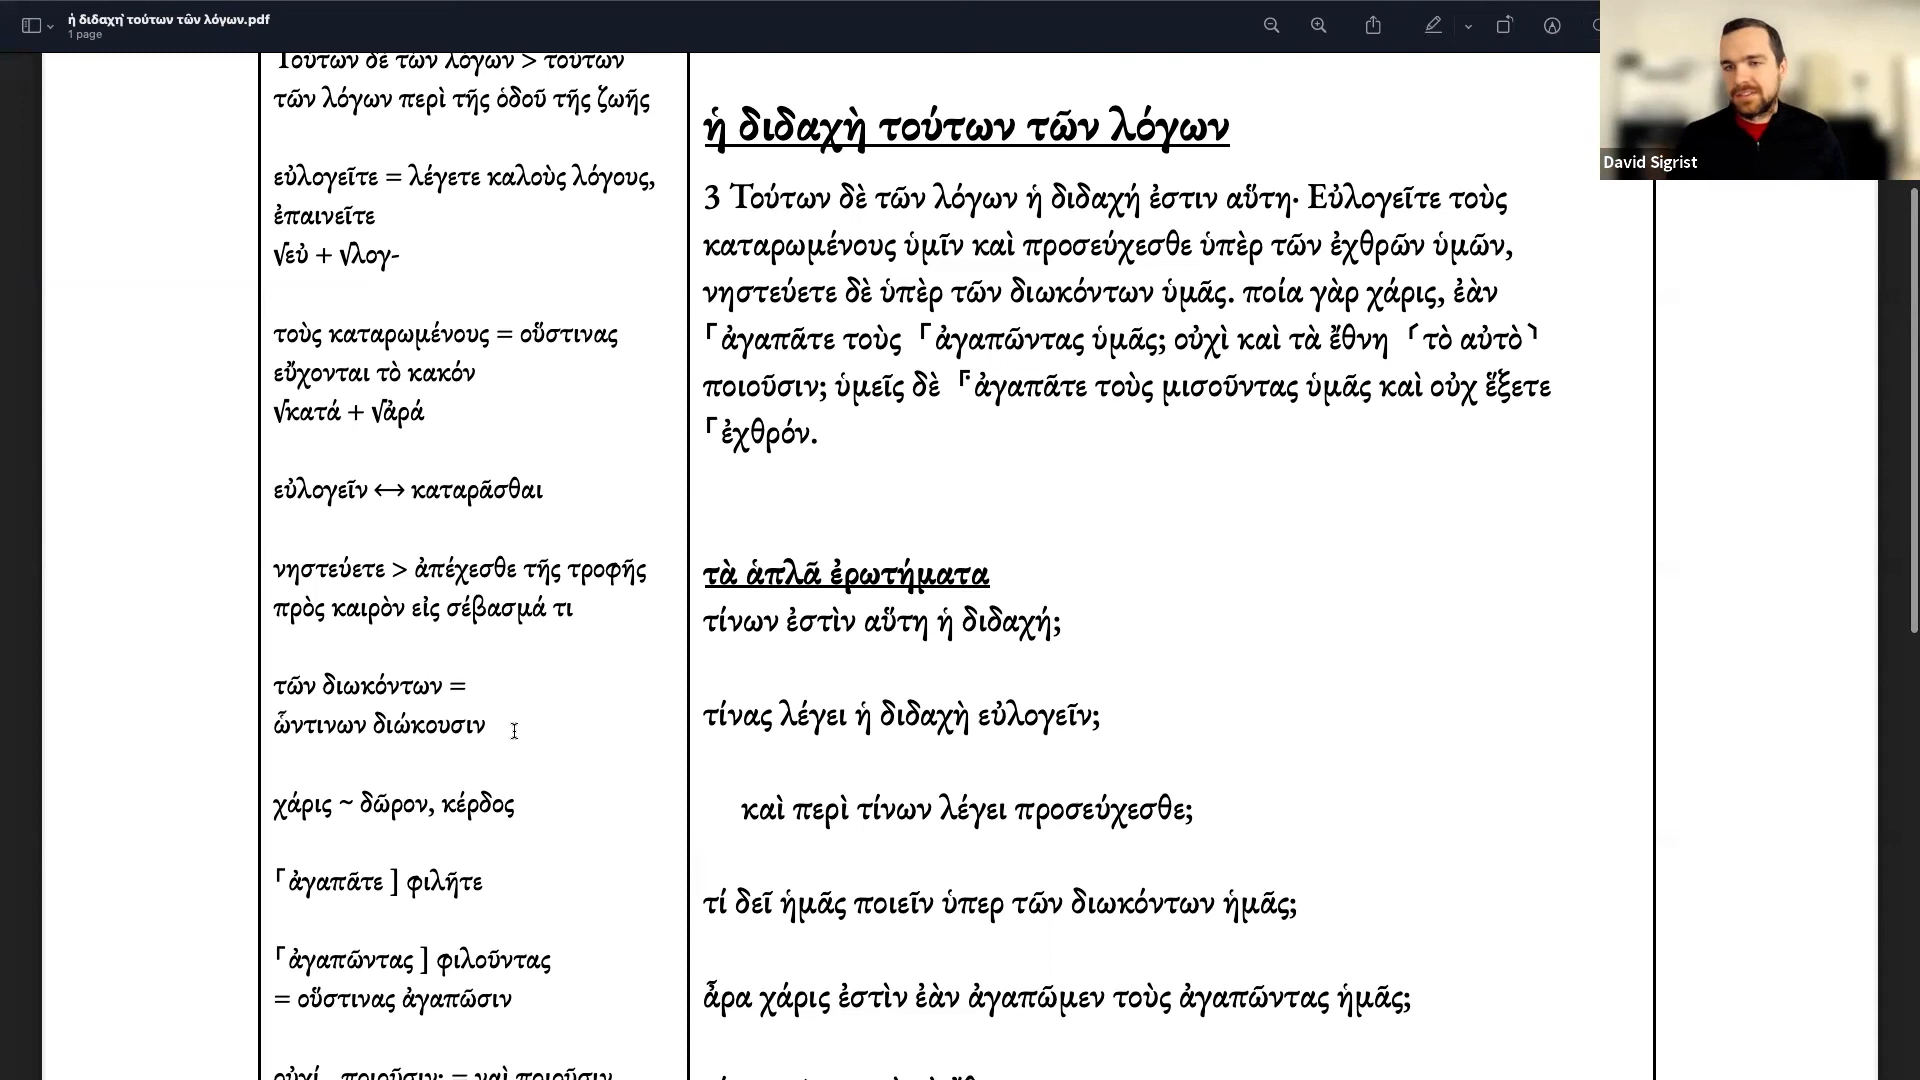 ἡ διδαχὴ τούτων τῶν λόγων.pdf
1 page
David Sigrist
Τούτων δὲ τῶν λόγων > τούτων
τῶν λόγων περὶ τῆς ὁδοῦ τῆς ζωῆς
εὐλογεῖτε = λέγετε καλοὺς λόγους,
ἐπαινεῖτε
√εὐ + √λογ-
τοὺς καταρωμένους = οὕστινας
εὔχονται τὸ κακόν
√κατά + √ἀρά
εὐλογεῖν ↔ καταρᾶσθαι
νηστεύετε > ἀπέχεσθε τῆς τροφῆς
πρὸς καιρὸν εἰς σέβασμά τι
τῶν διωκόντων =
ὧντινων διώκουσιν
χάρις ~ δῶρον, κέρδος
⸀ἀγαπᾶτε ] φιλῆτε
⸀ἀγαπῶντας ] φιλοῦντας
= οὕστινας ἀγαπῶσιν
ἡ διδαχὴ τούτων τῶν λόγων
3 Τούτων δὲ τῶν λόγων ἡ διδαχή ἐστιν αὕτη· Εὐλογεῖτε τοὺς
καταρωμένους ὑμῖν καὶ προσεύχεσθε ὑπὲρ τῶν ἐχθρῶν ὑμῶν,
νηστεύετε δὲ ὑπὲρ τῶν διωκόντων ὑμᾶς. ποία γὰρ χάρις, ἐὰν
⸀ἀγαπᾶτε τοὺς ⸀ἀγαπῶντας ὑμᾶς; οὐχὶ καὶ τὰ ἔθνη ⸂τὸ αὐτὸ⸃
ποιοῦσιν; ὑμεῖς δὲ ⸁ἀγαπᾶτε τοὺς μισοῦντας ὑμᾶς καὶ οὐχ ἕξετε
⸀ἐχθρόν.
τὰ ἁπλᾶ ἐρωτήματα
τίνων ἐστὶν αὕτη ἡ διδαχή;
τίνας λέγει ἡ διδαχὴ εὐλογεῖν;
καὶ περὶ τίνων λέγει προσεύχεσθε;
τί δεῖ ἡμᾶς ποιεῖν ὑπερ τῶν διωκόντων ἡμᾶς;
ἆρα χάρις ἐστὶν ἐὰν ἀγαπῶμεν τοὺς ἀγαπῶντας ἡμᾶς;